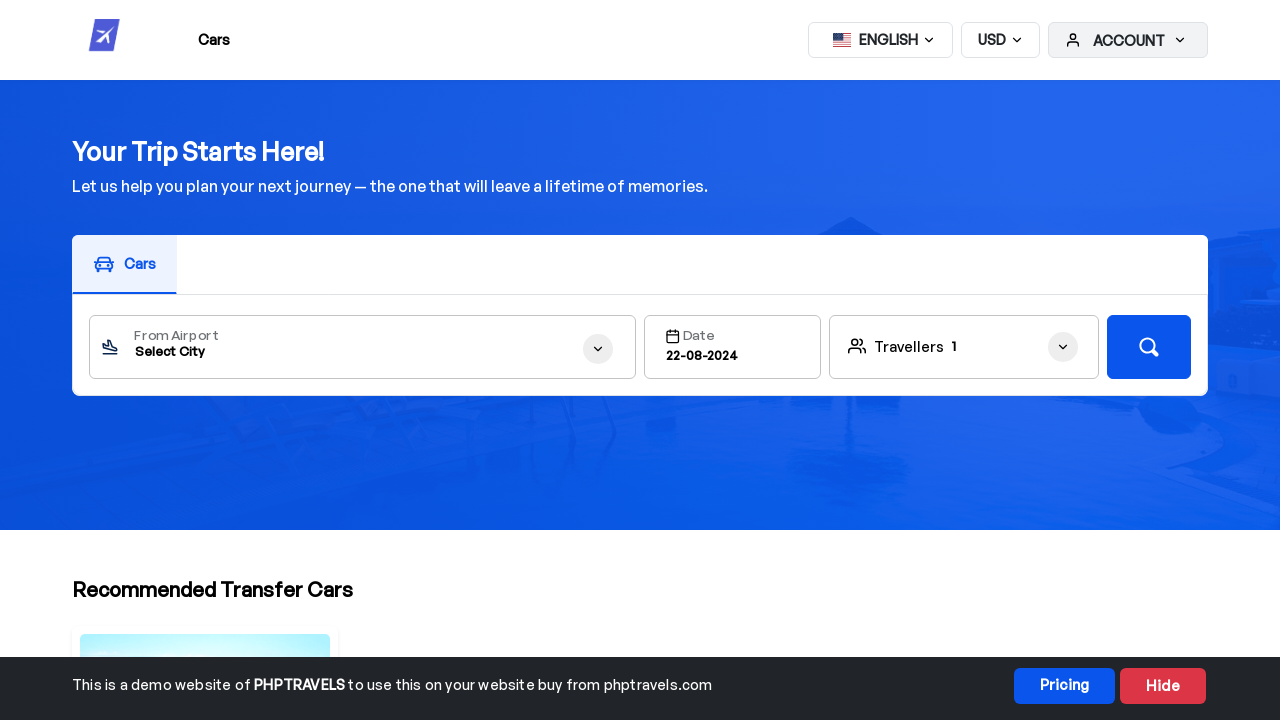 Cars
ENGLISH
USD
ACCOUNT
Your Trip Starts Here!
Let us help you plan your next journey — the one that will leave a lifetime of memories.
Cars
From Airport
Select City
Date
22-08-2024
Travellers 1
Recommended Transfer Cars
This is a demo website of PHPTRAVELS to use this on your website buy from phptravels.com
Pricing
Hide